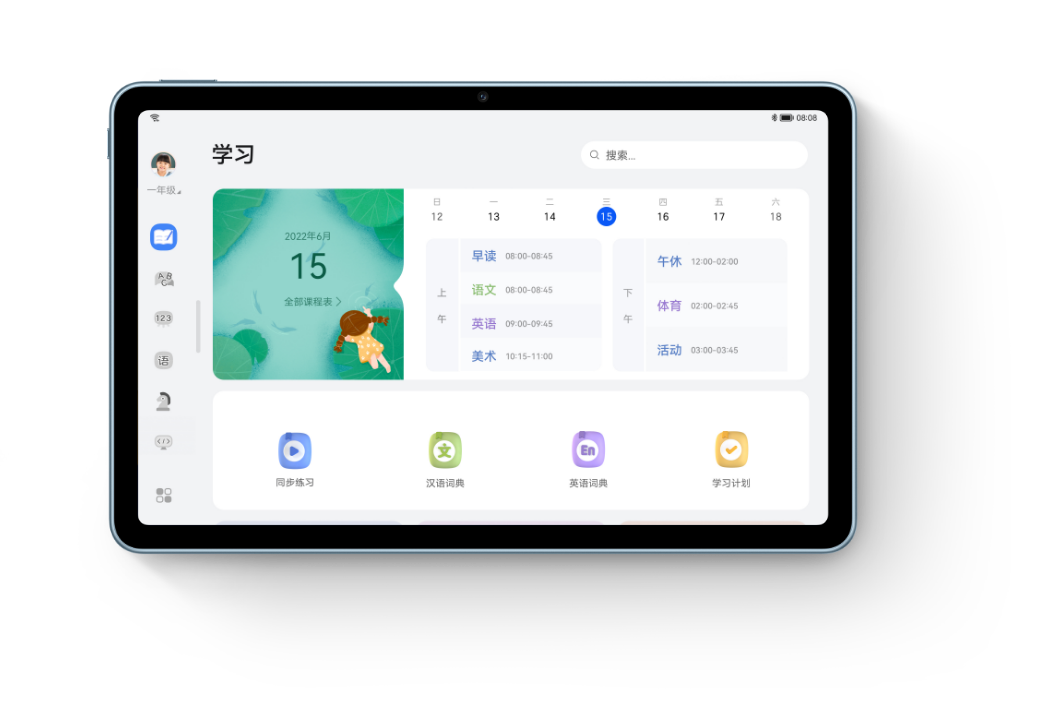 08:08
学习
搜索...
一年级
2022年6月
15
全部课程表
日 一 二 三 四 五 六
12 13 14 15 16 17 18
上午
早读 08:00-08:45
语文 08:00-08:45
英语 09:00-09:45
美术 10:15-11:00
下午
午休 12:00-02:00
体育 02:00-02:45
活动 03:00-03:45
ABC
123
语
</>
文
En
同步练习 汉语词典 英语词典 学习计划